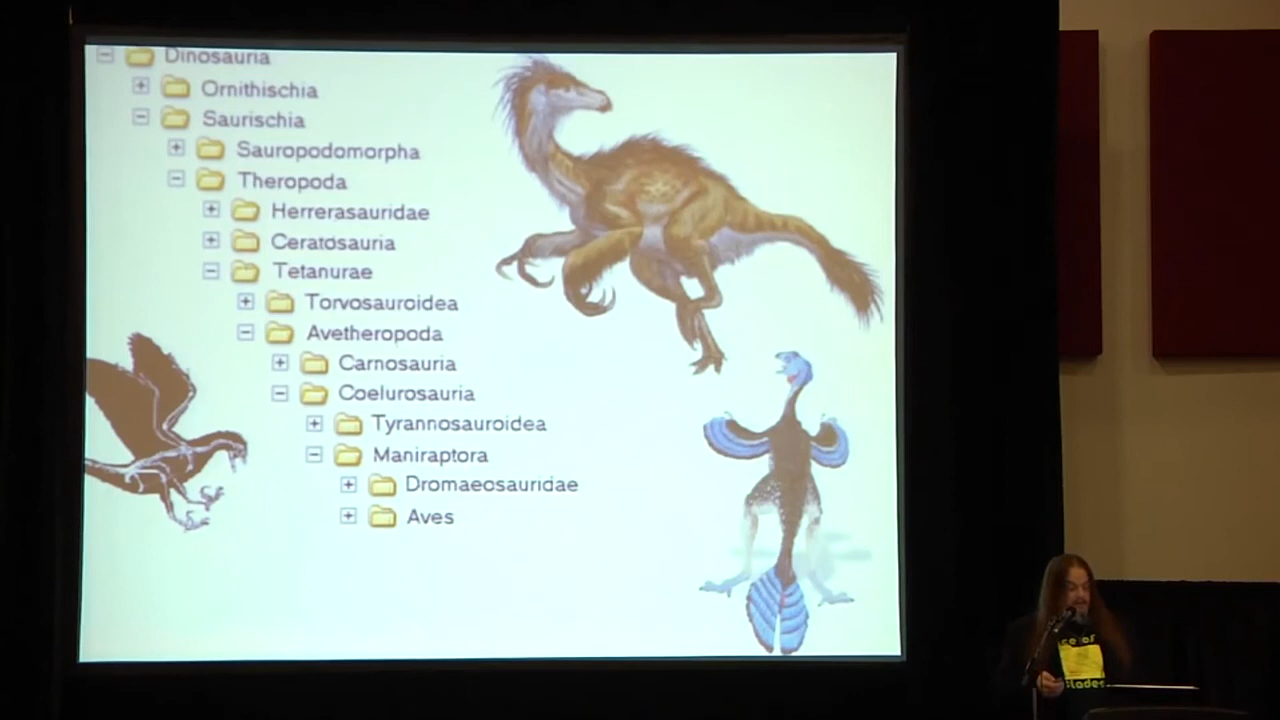 Dinosauria
Ornithischia
Saurischia
Sauropodomorpha
Theropoda
Herrerasauridae
Ceratosauria
Tetanurae
Torvosauroidea
Avetheropoda
Carnosauria
Coelurosauria
Tyrannosauroidea
Maniraptora
Dromaeosauridae
Aves